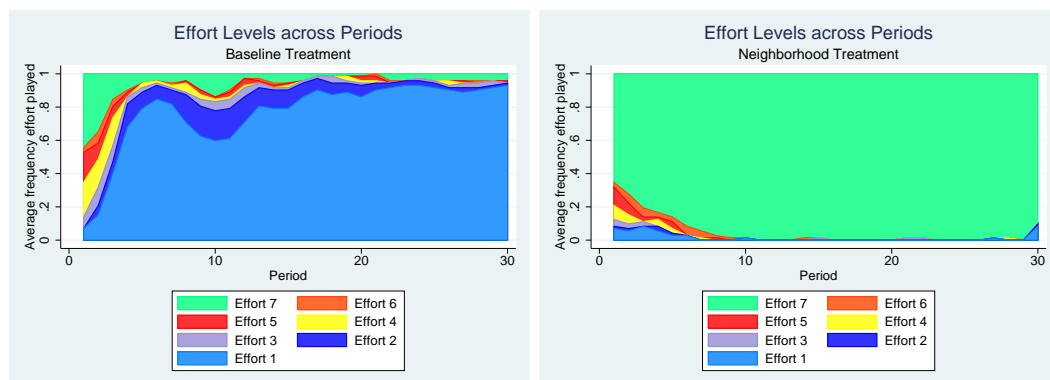 Effort Levels across Periods
Baseline Treatment
Average frequency effort played
0 .2 .4 .6 .8 1
0 10 20 30
Period
Effort 7 Effort 6
Effort 5 Effort 4
Effort 3 Effort 2
Effort 1
Effort Levels across Periods
Neighborhood Treatment
Average frequency effort played
0 .2 .4 .6 .8 1
0 10 20 30
Period
Effort 7 Effort 6
Effort 5 Effort 4
Effort 3 Effort 2
Effort 1